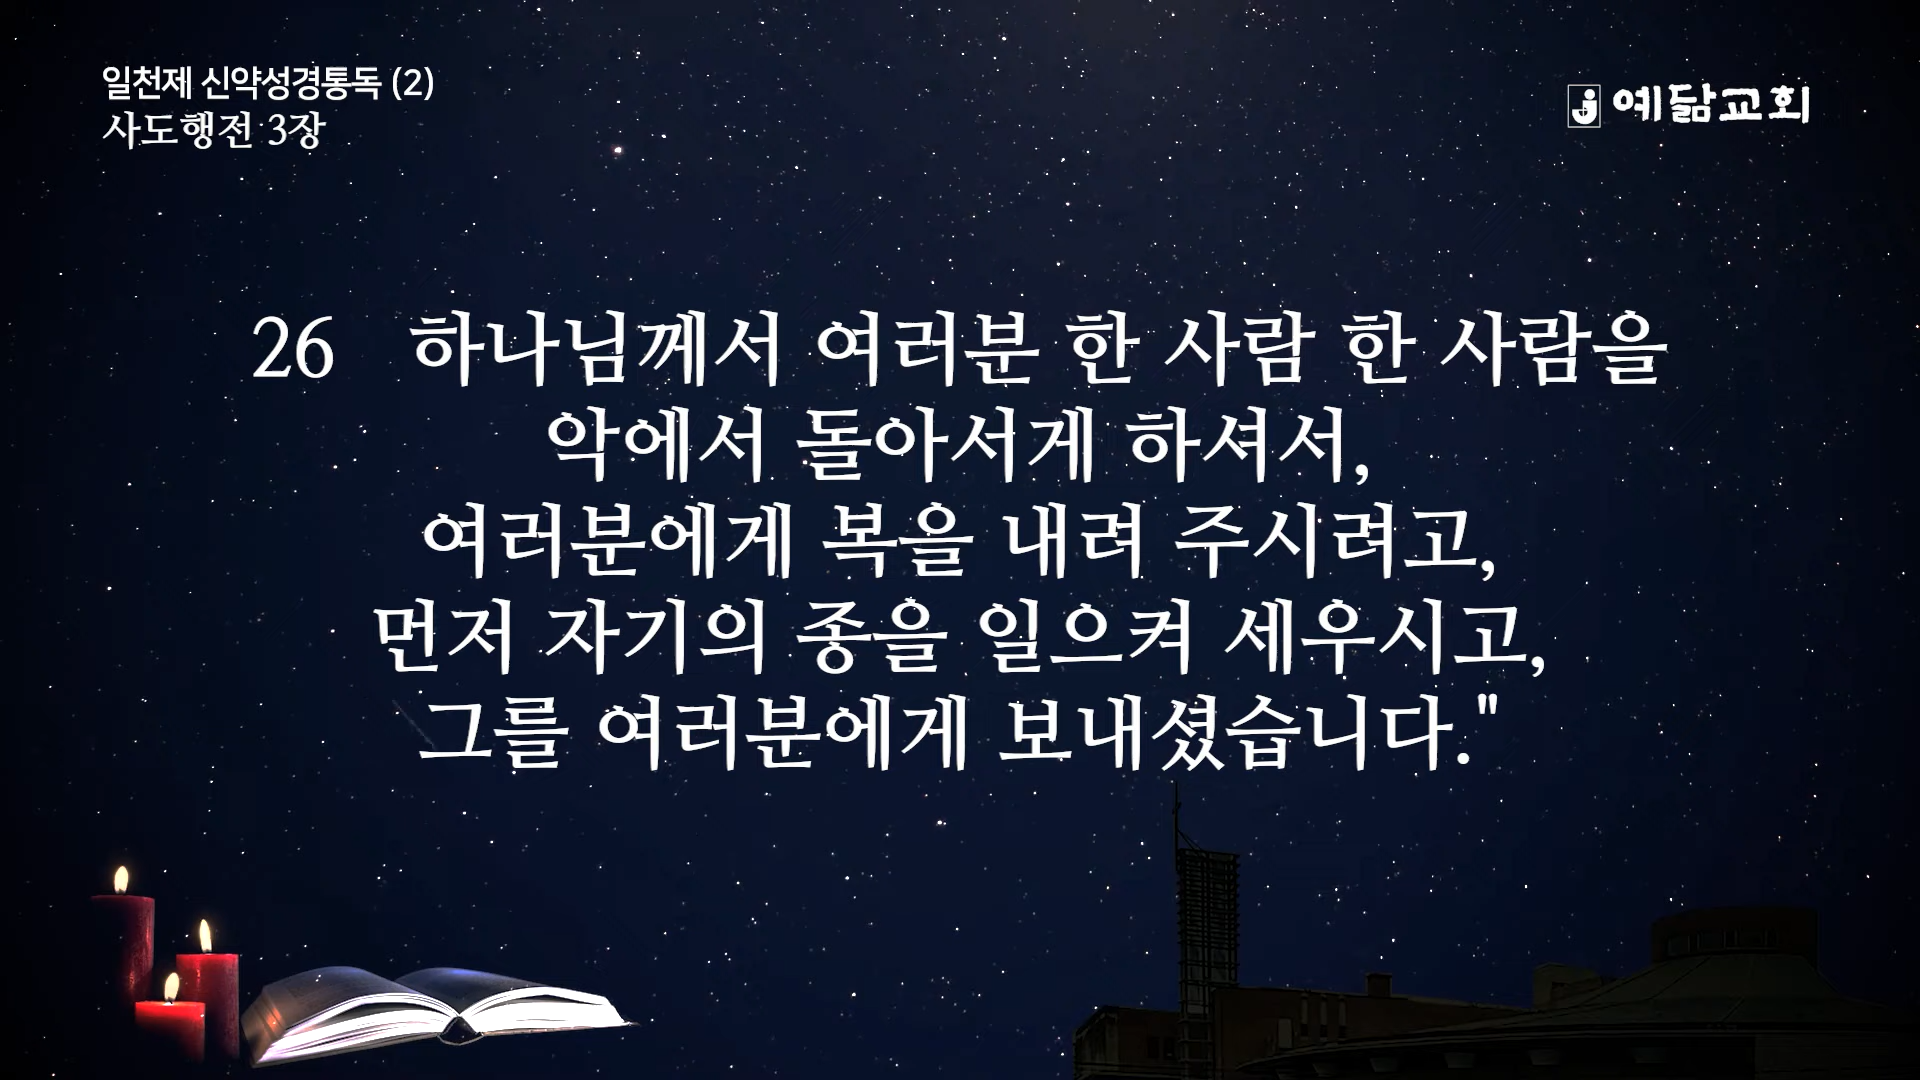 일천제 신약성경통독 (2)
사도행전 3장
예닮교회
26 하나님께서 여러분 한 사람 한 사람을
악에서 돌아서게 하셔서,
여러분에게 복을 내려 주시려고,
먼저 자기의 종을 일으켜 세우시고,
그를 여러분에게 보내셨습니다."